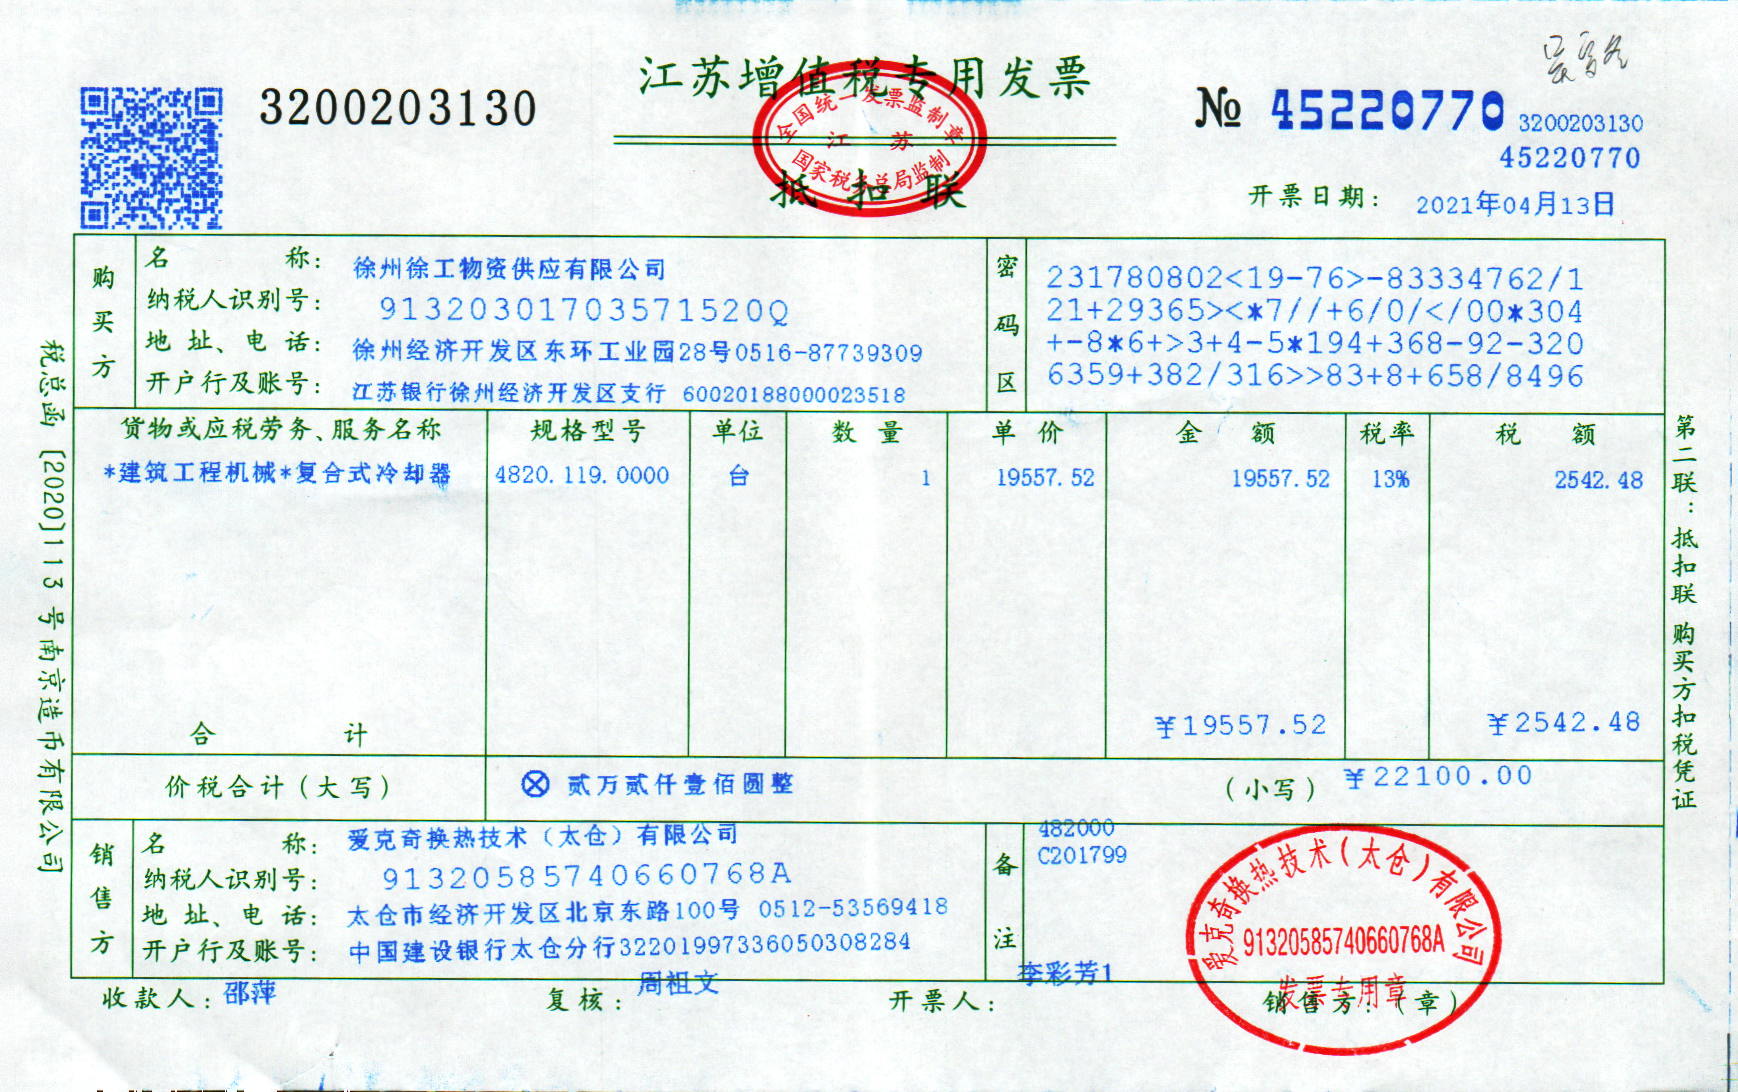 江苏增值税专用发票
3200203130
№ 45220770
3200203130
45220770
全国统一发票监制章
江 苏
国家税务总局监制
抵扣联
开票日期： 2021年04月13日
购买方
名 称： 徐州徐工物资供应有限公司
纳税人识别号： 91320301703571520Q
地 址、电 话： 徐州经济开发区东环工业园28号0516-87739309
开户行及账号： 江苏银行徐州经济开发区支行 60020188000023518
密码区
231780802<19-76>-83334762/1
21+29365><*7//+6/0/</00*304
+-8*6+>3+4-5*194+368-92-320
6359+382/316>>83+8+658/8496
货物或应税劳务、服务名称 规格型号 单位 数 量 单 价 金 额 税率 税 额
*建筑工程机械*复合式冷却器 4820.119.0000 台 1 19557.52 19557.52 13% 2542.48
合 计 ￥19557.52 ￥2542.48
价税合计（大写） ⊗ 贰万贰仟壹佰圆整 （小写） ￥22100.00
销售方
名 称： 爱克奇换热技术（太仓）有限公司
纳税人识别号： 91320585740660768A
地 址、电 话： 太仓市经济开发区北京东路100号 0512-53569418
开户行及账号： 中国建设银行太仓分行32201997336050308284
备注
482000
C201799
爱克奇换热技术（太仓）有限公司
91320585740660768A
发票专用章
收款人： 邵萍 复核： 周祖文 开票人： 李彩芳1 销售方：（章）
税总函 [2020]113 号南京造币有限公司
第二联：抵扣联 购买方扣税凭证